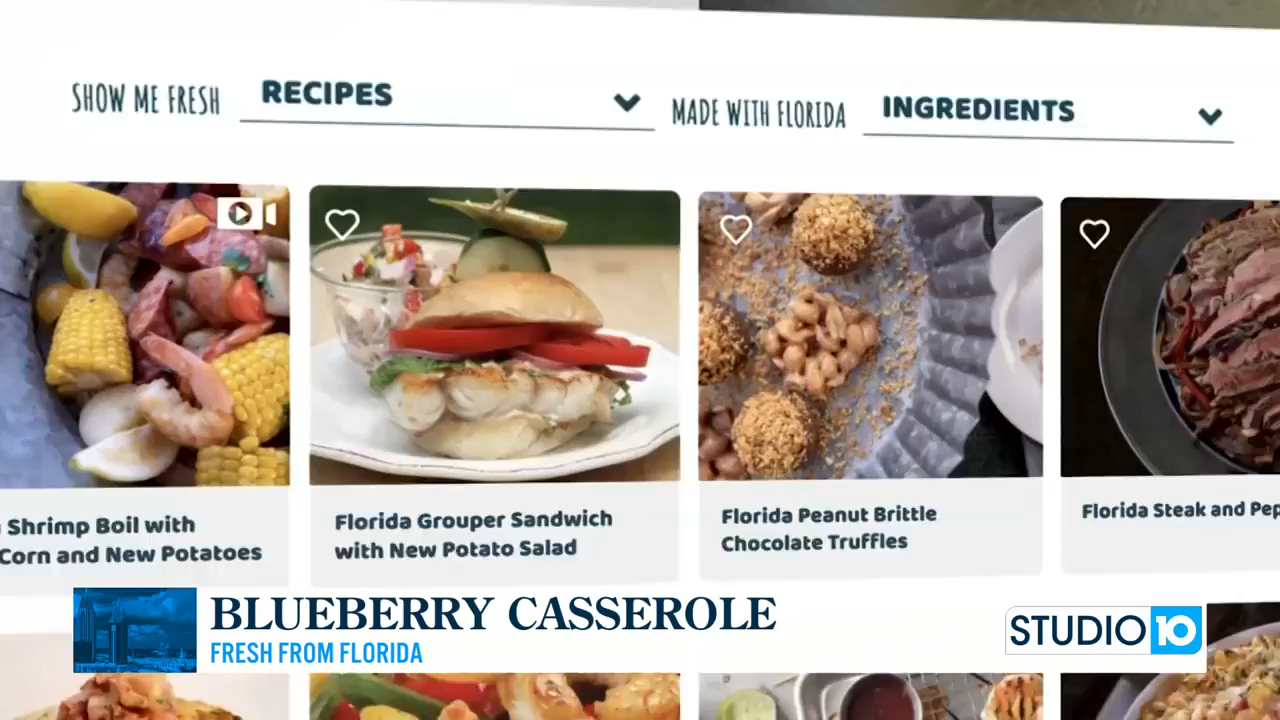 SHOW ME FRESH RECIPES MADE WITH FLORIDA INGREDIENTS
Shrimp Boil with
Corn and New Potatoes
Florida Grouper Sandwich
with New Potato Salad
Florida Peanut Brittle
Chocolate Truffles
Florida Steak and Pep
BLUEBERRY CASSEROLE
FRESH FROM FLORIDA
STUDIO 10